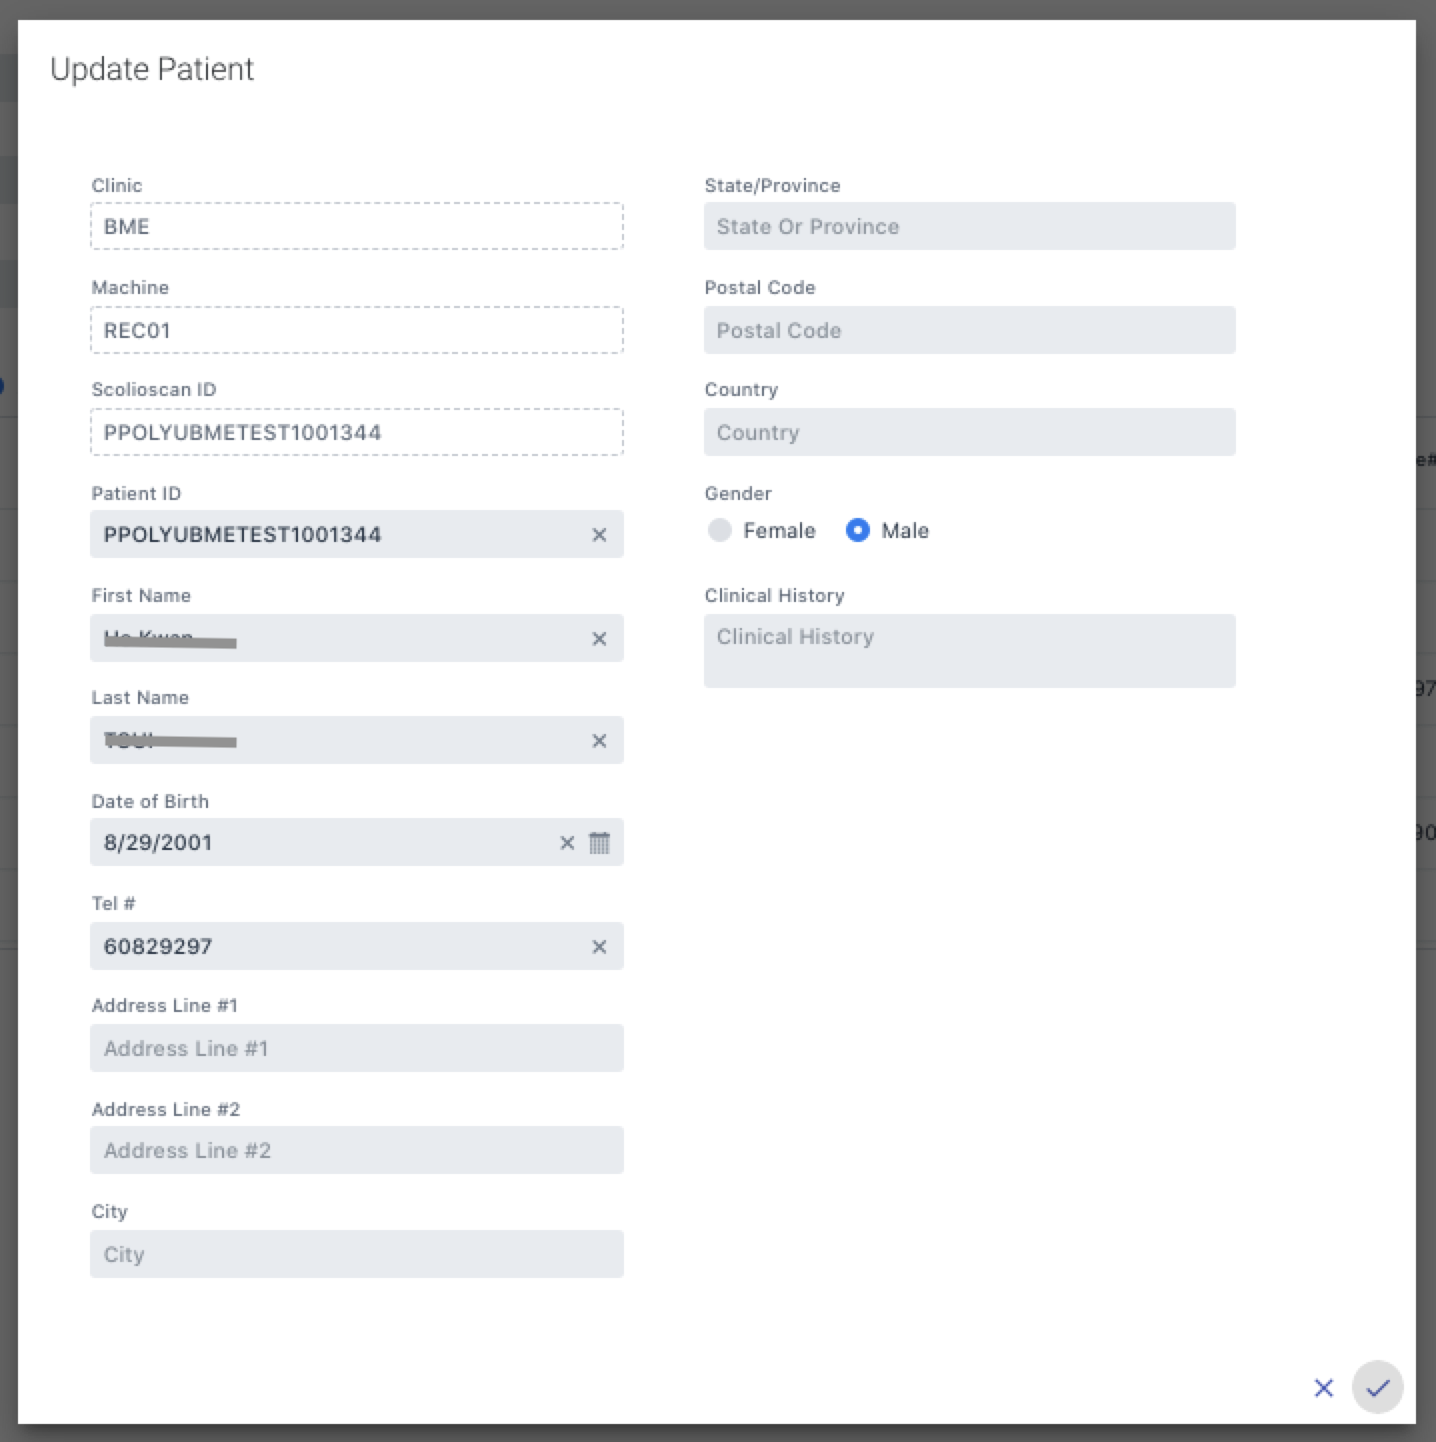 Update Patient
Clinic
BME
Machine
REC01
Scolioscan ID
PPOLYUBMETEST1001344
Patient ID
PPOLYUBMETEST1001344
First Name
Last Name
Date of Birth
8/29/2001
Tel #
60829297
Address Line #1
Address Line #1
Address Line #2
Address Line #2
City
City
State/Province
State Or Province
Postal Code
Postal Code
Country
Country
Gender
Female Male
Clinical History
Clinical History
e#
97
90